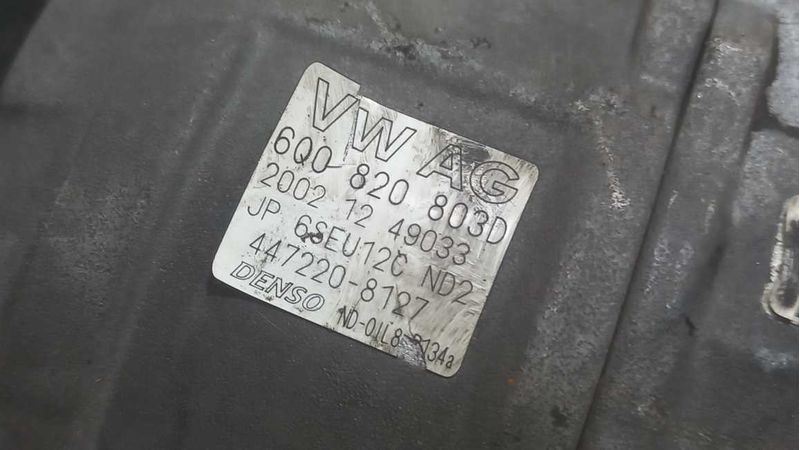 VW AG
6Q0 820 803D
2002 12 49033
JP 6SEU12C ND2
447220-8127
DENSO